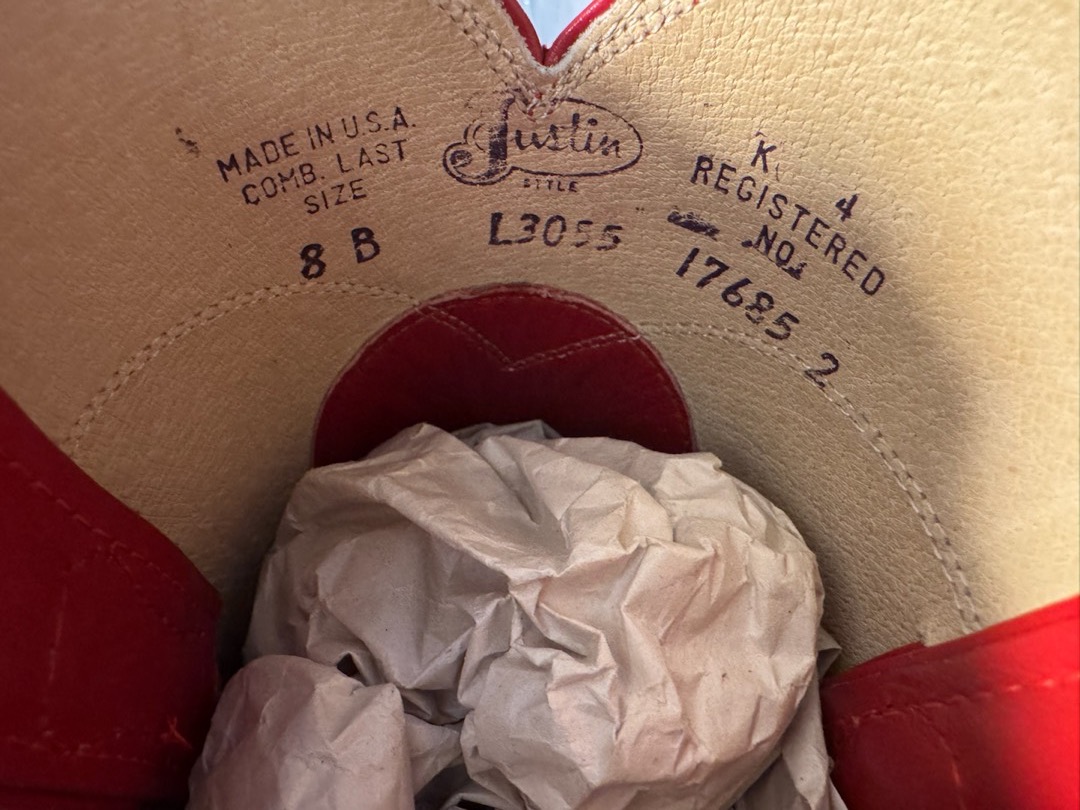 MADE IN U.S.A.
COMB. LAST
SIZE
8 B
Justin
STYLE
L3055
K 4
REGISTERED
NO.
17685 2